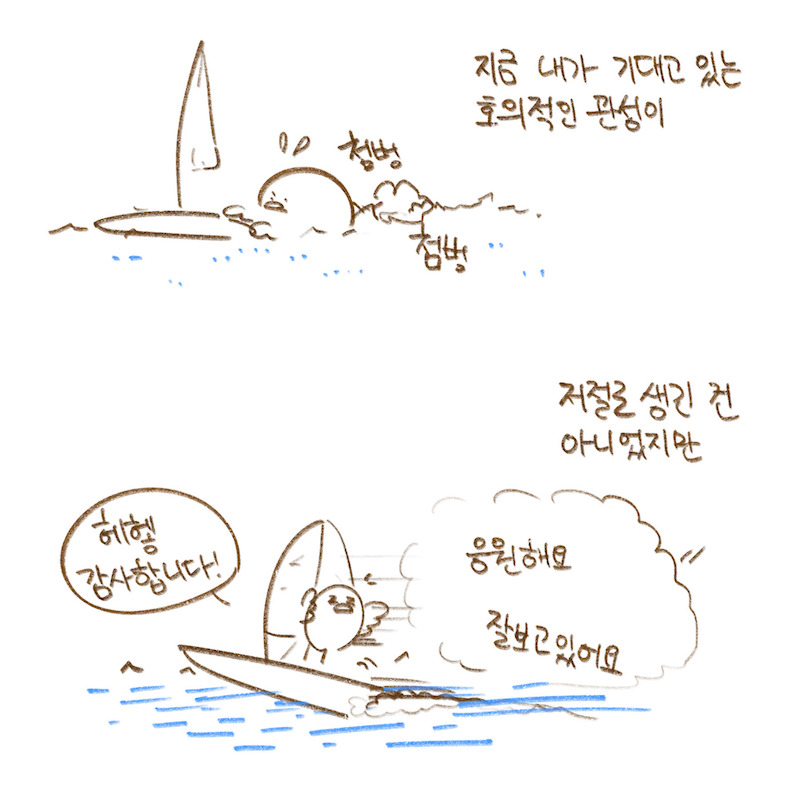 지금 내가 기대고 있는
호의적인 관성이
첨벙
첨벙
저절로 생긴 건
아니었지만
헤헿
감사합니다!
응원해요
잘보고있어요